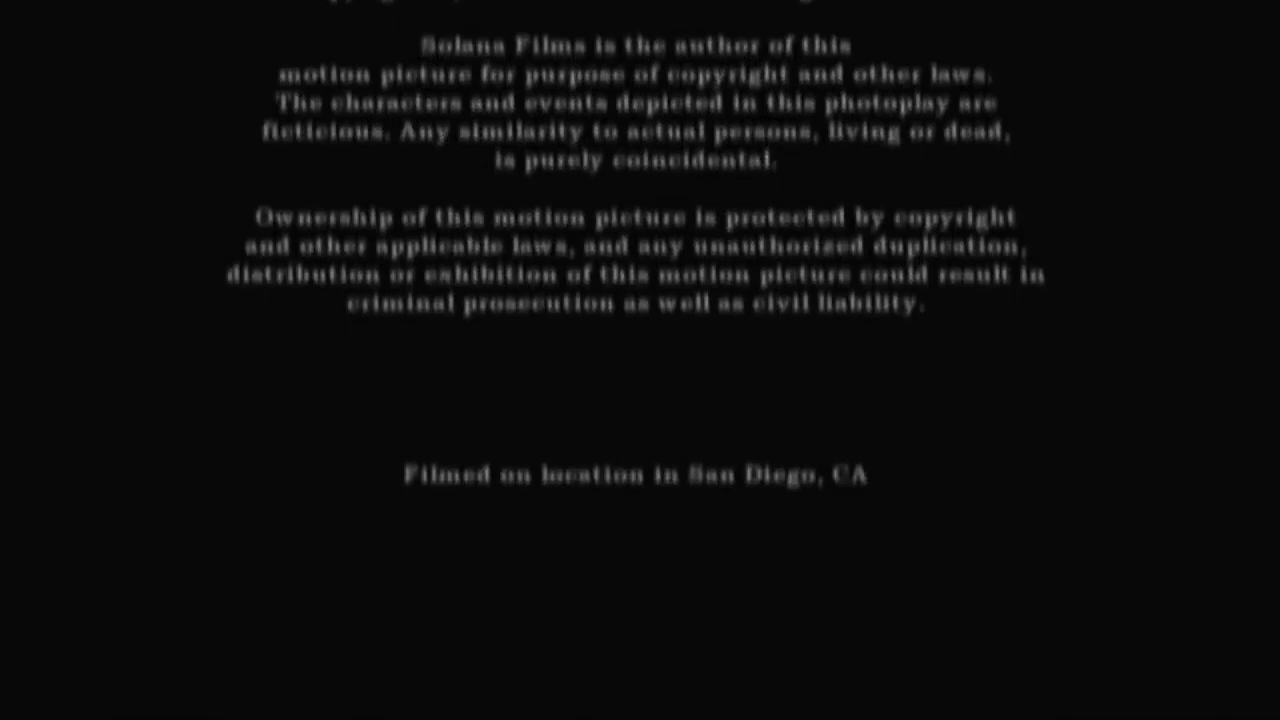 Solana Films is the author of this
motion picture for purpose of copyright and other laws.
The characters and events depicted in this photoplay are
ficticious. Any similarity to actual persons, living or dead,
is purely coincidental.
Ownership of this motion picture is protected by copyright
and other applicable laws, and any unauthorized duplication,
distribution or exhibition of this motion picture could result in
criminal prosecution as well as civil liability.
Filmed on location in San Diego, CA